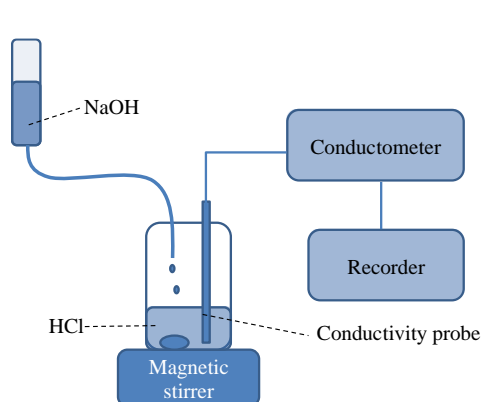 NaOH
Conductometer
Recorder
HCl
Conductivity probe
Magnetic
stirrer